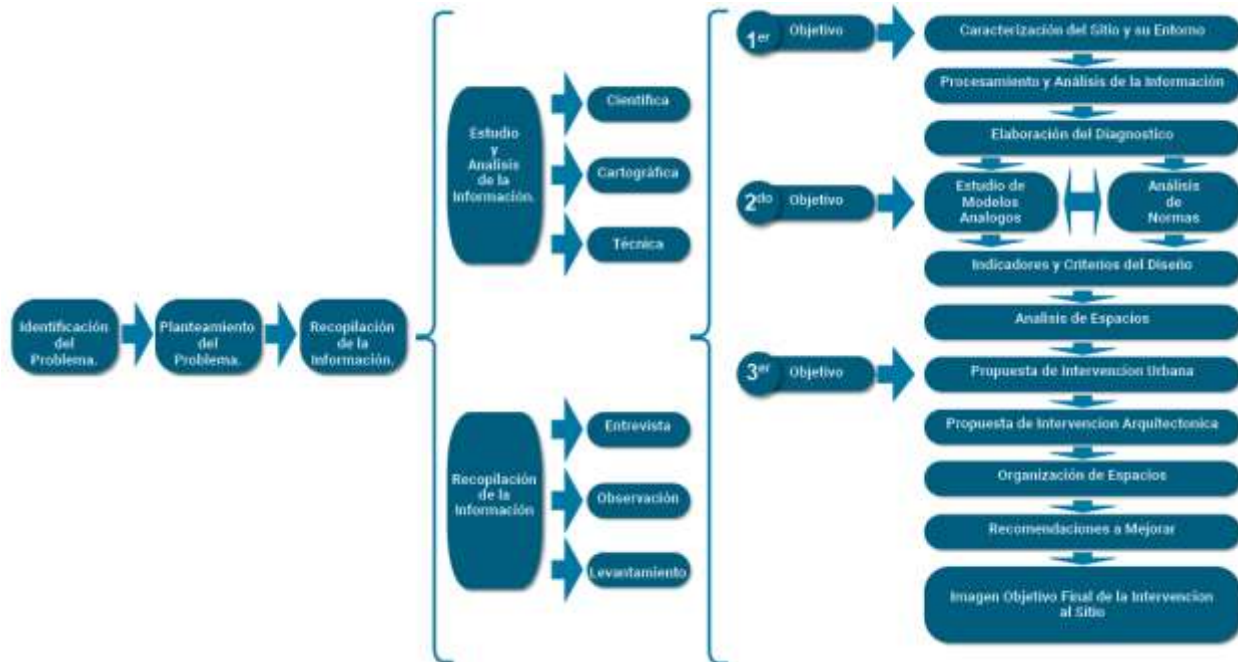 Identificación
del
Problema.
Planteamiento
del
Problema.
Recopilación
de la
Información.
Estudio
y
Analisis
de la
Información.
Científica
Cartográfica
Técnica
Recopilación
de la
Información
Entrevista
Observación
Levantamiento
1er Objetivo
Caracterización del Sitio y su Entorno
Procesamiento y Análisis de la Información
Elaboración del Diagnostico
2do Objetivo
Estudio de
Modelos
Analogos
Análisis
de
Normas
Indicadores y Criterios del Diseño
Analisis de Espacios
3er Objetivo
Propuesta de Intervencion Urbana
Propuesta de Intervencion Arquitectonica
Organización de Espacios
Recomendaciones a Mejorar
Imagen Objetivo Final de la Intervencion
al Sitio